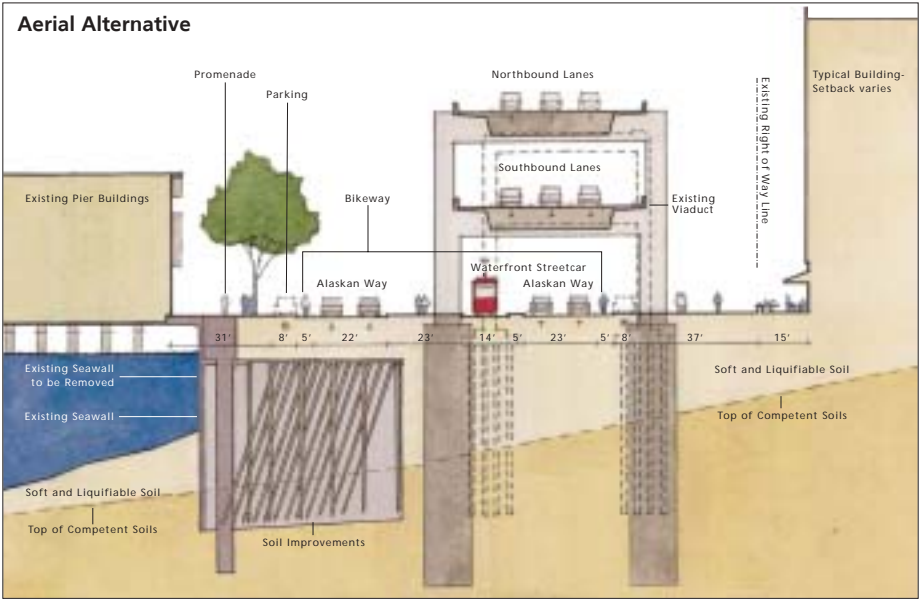 Aerial Alternative
Promenade
Parking
Northbound Lanes
Existing Right of Way Line
Typical Building-
Setback varies
Southbound Lanes
Existing Pier Buildings
Bikeway
Existing
Viaduct
Waterfront Streetcar
Alaskan Way
Alaskan Way
31' 8' 5' 22' 23' 14' 5' 23' 5' 8' 37' 15'
Existing Seawall
to be Removed
Existing Seawall
Soft and Liquifiable Soil
Top of Competent Soils
Soft and Liquifiable Soil
Top of Competent Soils
Soil Improvements